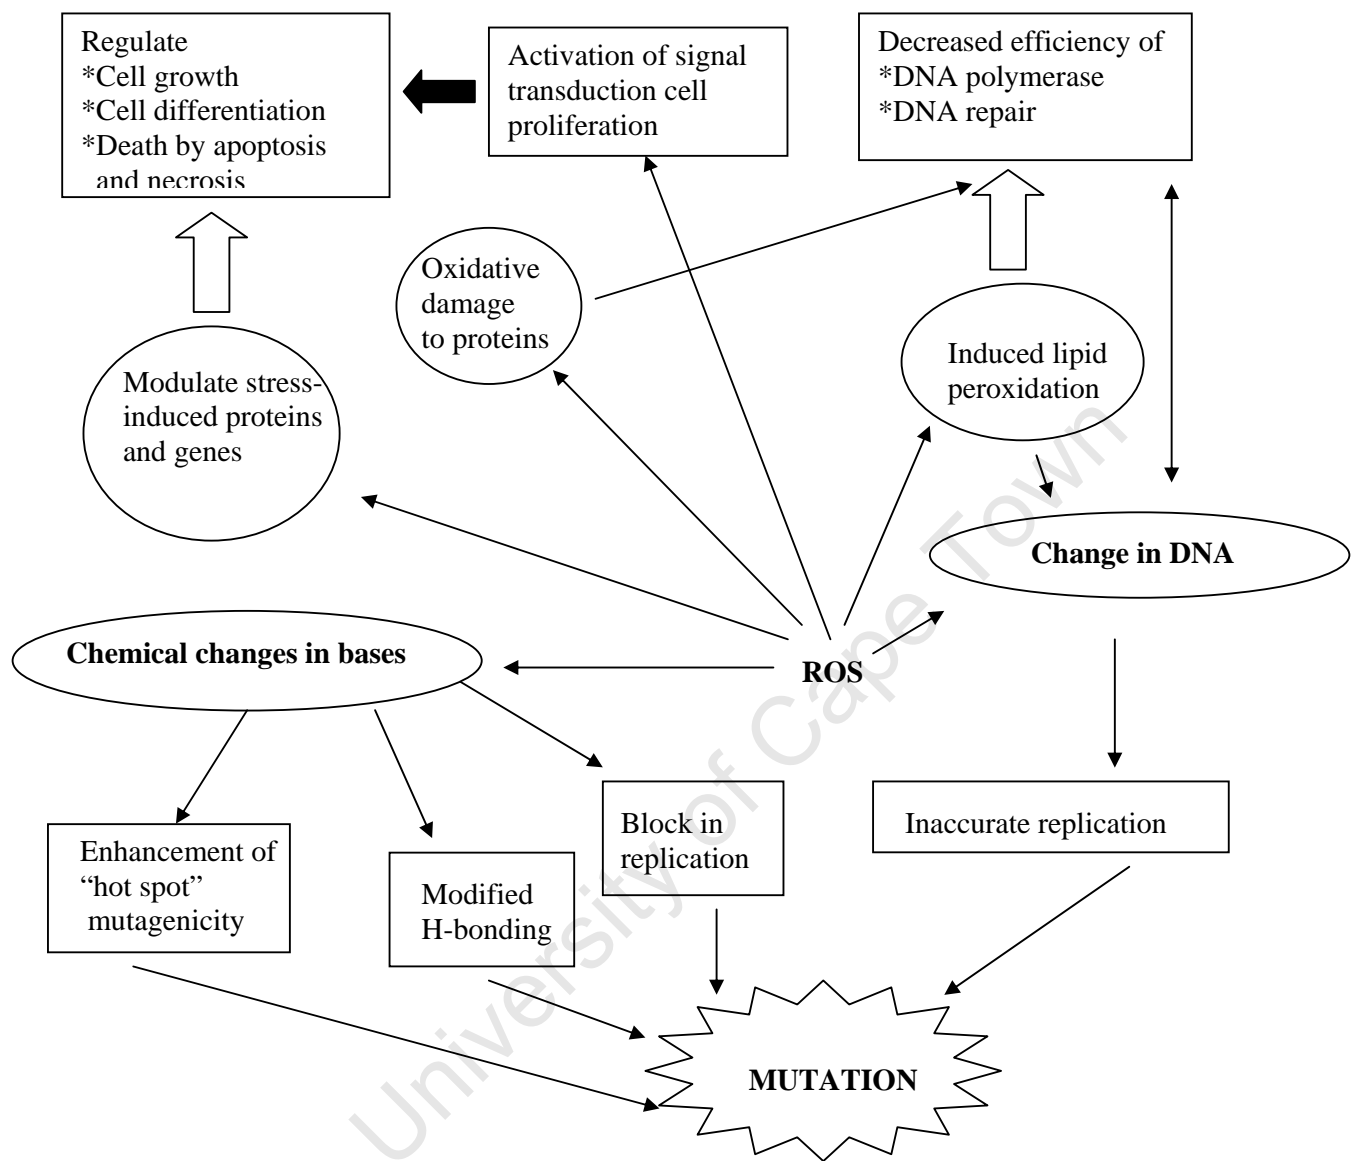 Regulate
*Cell growth
*Cell differentiation
*Death by apoptosis
and necrosis
Activation of signal
transduction cell
proliferation
Decreased efficiency of
*DNA polymerase
*DNA repair
Oxidative
damage
to proteins
Induced lipid
peroxidation
Modulate stress-
induced proteins
and genes
Change in DNA
Chemical changes in bases
ROS
Enhancement of
“hot spot”
mutagenicity
Modified
H-bonding
Block in
replication
Inaccurate replication
MUTATION
University of Cape Town